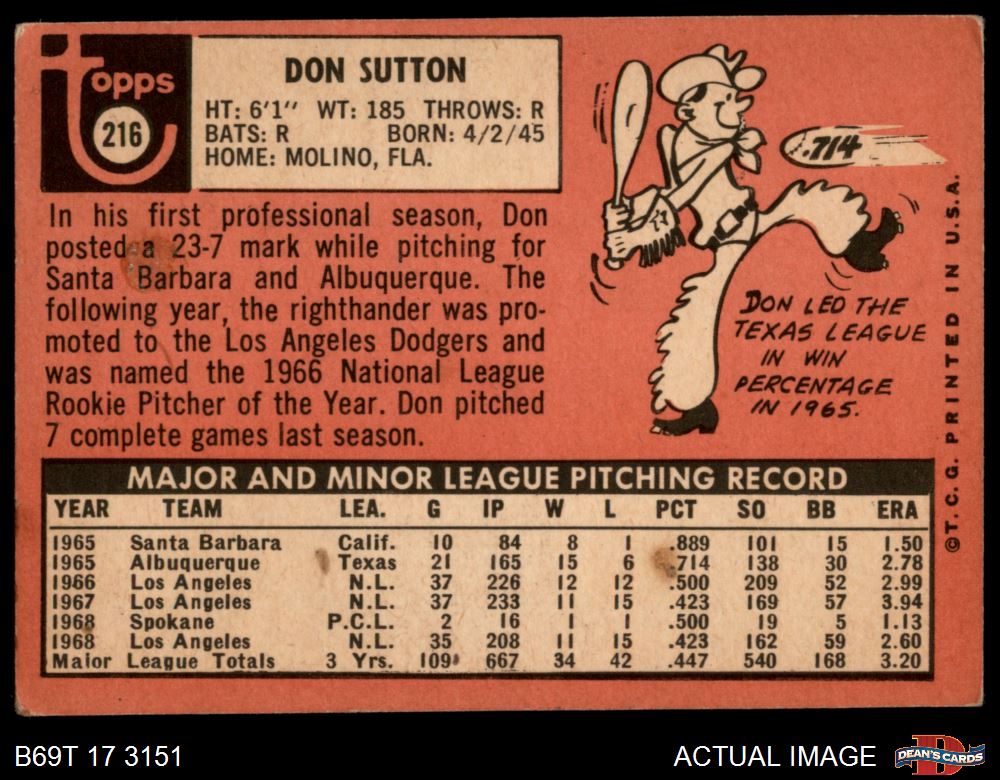 Topps
216
DON SUTTON
HT: 6'1" WT: 185 THROWS: R
BATS: R BORN: 4/2/45
HOME: MOLINO, FLA.
In his first professional season, Don
posted a 23-7 mark while pitching for
Santa Barbara and Albuquerque. The
following year, the righthander was pro-
moted to the Los Angeles Dodgers and
was named the 1966 National League
Rookie Pitcher of the Year. Don pitched
7 complete games last season.
.714
DON LED THE
TEXAS LEAGUE
IN WIN
PERCENTAGE
IN 1965.
©T. C. G. PRINTED IN U.S.A.
MAJOR AND MINOR LEAGUE PITCHING RECORD
YEAR TEAM LEA. G IP W L PCT SO BB ERA
1965 Santa Barbara Calif. 10 84 8 1 .889 101 15 1.50
1965 Albuquerque Texas 21 165 15 6 .714 138 30 2.78
1966 Los Angeles N.L. 37 226 12 12 .500 209 52 2.99
1967 Los Angeles N.L. 37 233 11 15 .423 169 57 3.94
1968 Spokane P.C.L. 2 16 1 1 .500 19 5 1.13
1968 Los Angeles N.L. 35 208 11 15 .423 162 59 2.60
Major League Totals 3 Yrs. 109 667 34 42 .447 540 168 3.20
B69T 17 3151
ACTUAL IMAGE
DEAN'S CARDS